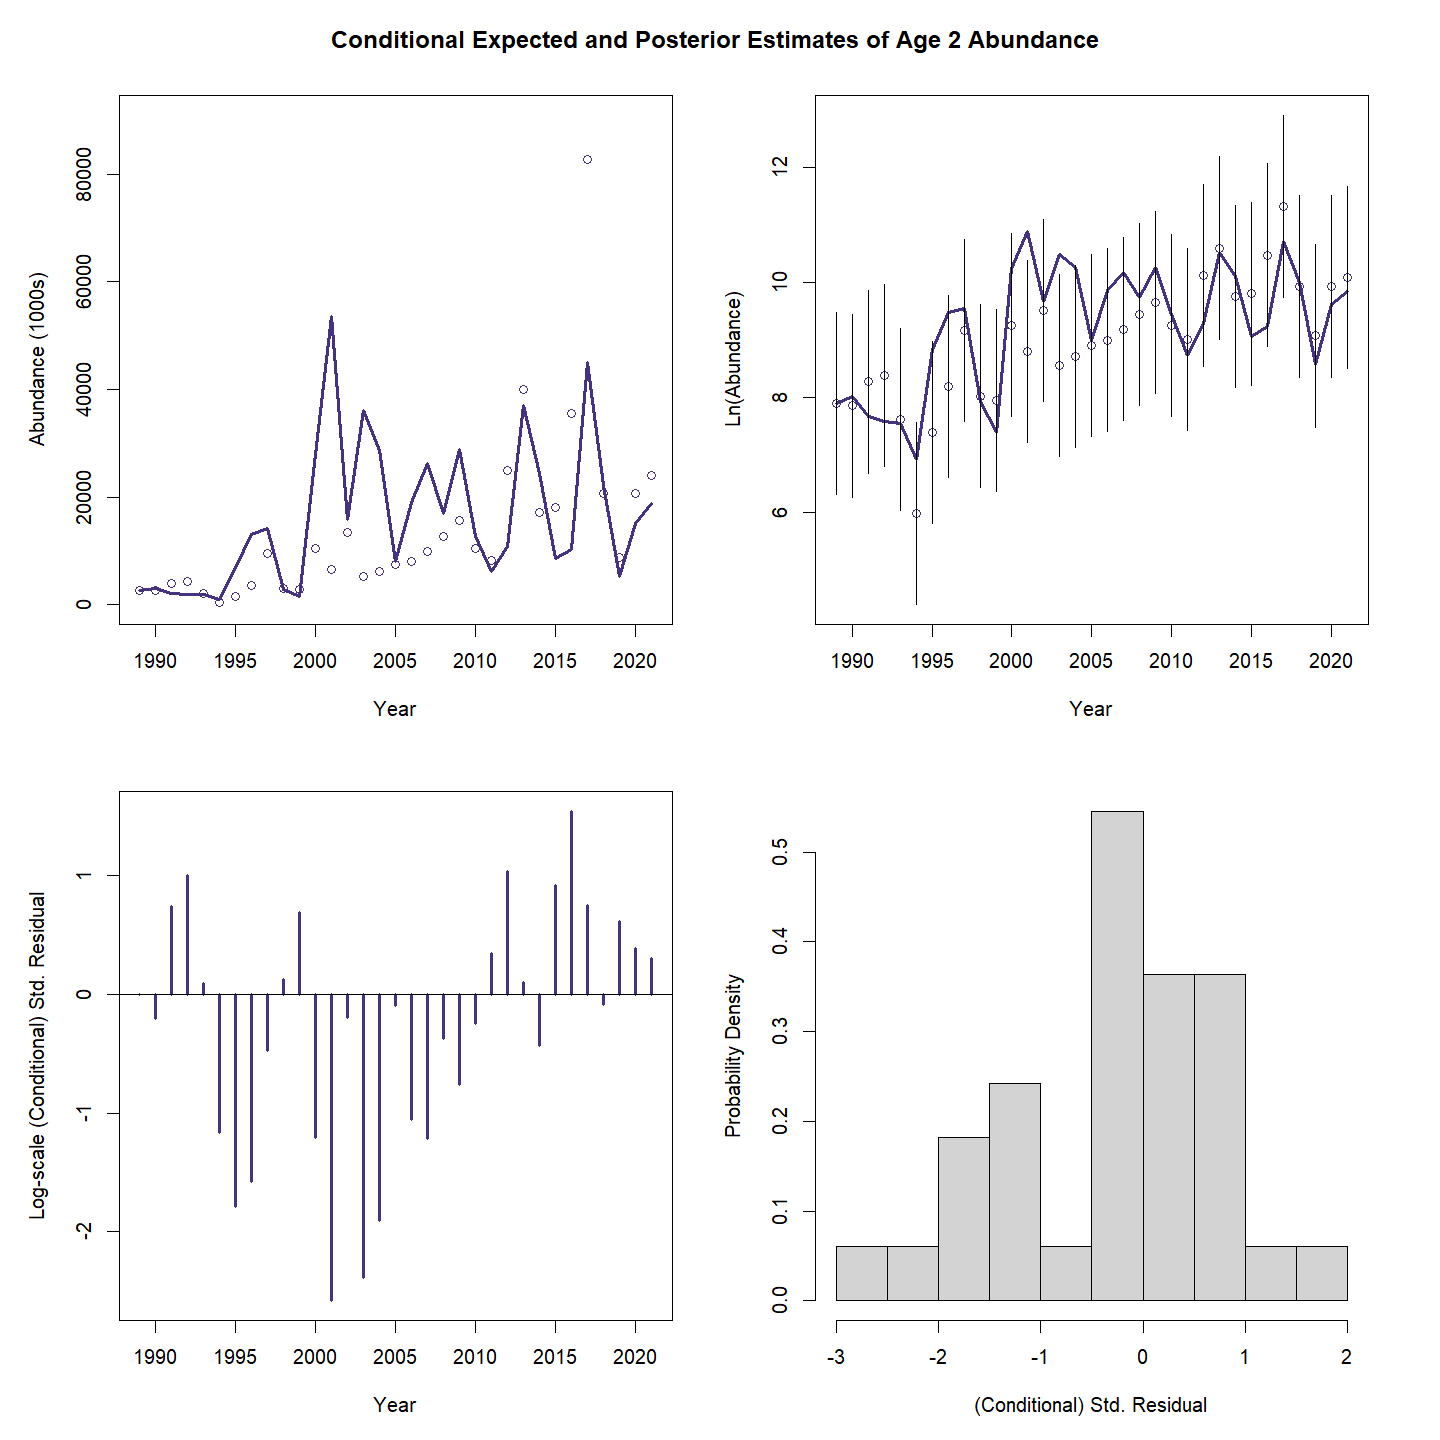 Conditional Expected and Posterior Estimates of Age 2 Abundance
Abundance (1000s)
0 20000 40000 60000 80000
1990 1995 2000 2005 2010 2015 2020
Year
Ln(Abundance)
6 8 10 12
1990 1995 2000 2005 2010 2015 2020
Year
Log-scale (Conditional) Std. Residual
-2 -1 0 1
1990 1995 2000 2005 2010 2015 2020
Year
Probability Density
0.0 0.1 0.2 0.3 0.4 0.5
-3 -2 -1 0 1 2
(Conditional) Std. Residual